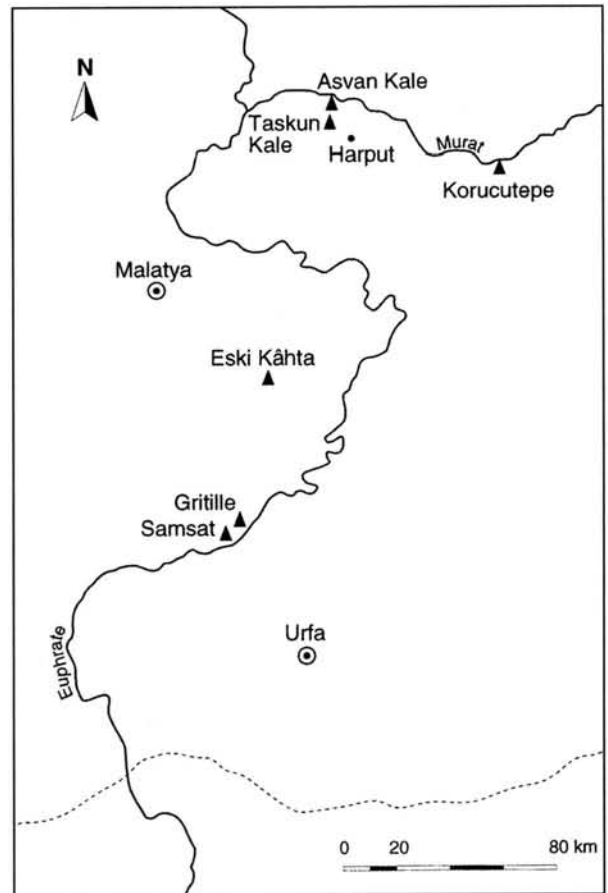 N
Asvan Kale
Taskun
Kale
Harput
Murat
Korucutepe
Malatya
Eski Kâhta
Gritille
Samsat
Urfa
Euphrate
0 20 80 km